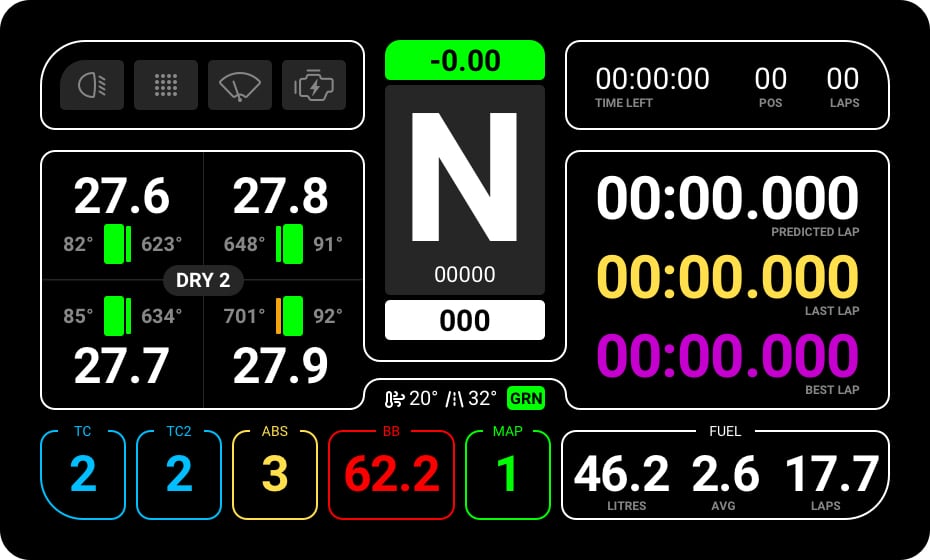 -0.00
00:00:00 00 00
TIME LEFT POS LAPS
27.6 27.8
82° 623° 648° 91°
DRY 2
85° 634° 701° 92°
27.7 27.9
N
00000
000
00:00.000
PREDICTED LAP
00:00.000
LAST LAP
00:00.000
BEST LAP
20° 32° GRN
TC TC2 ABS BB MAP FUEL
2 2 3 62.2 1 46.2 2.6 17.7
LITRES AVG LAPS